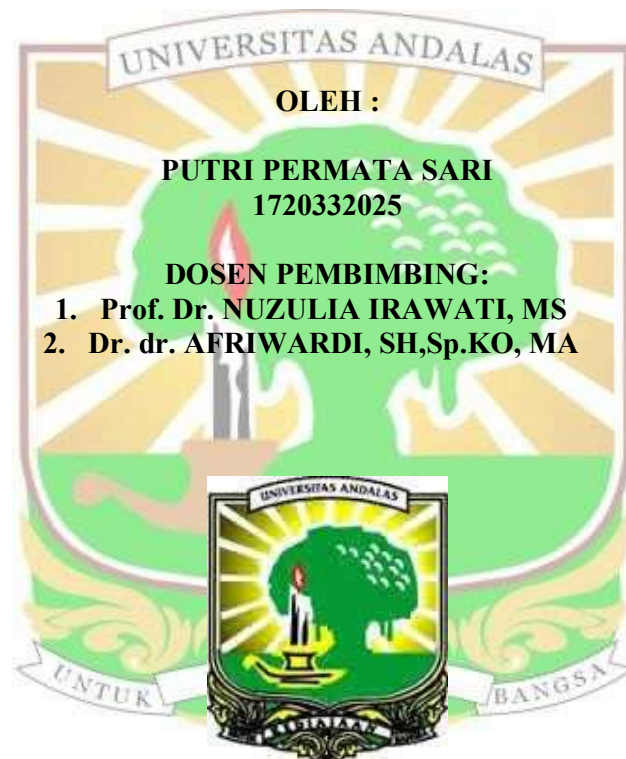 UNIVERSITAS ANDALAS
OLEH :
PUTRI PERMATA SARI
1720332025
DOSEN PEMBIMBING:
1. Prof. Dr. NUZULIA IRAWATI, MS
2. Dr. dr. AFRIWARDI, SH,Sp.KO, MA
UNIVERSITAS ANDALAS
UNTUK
BANGSA